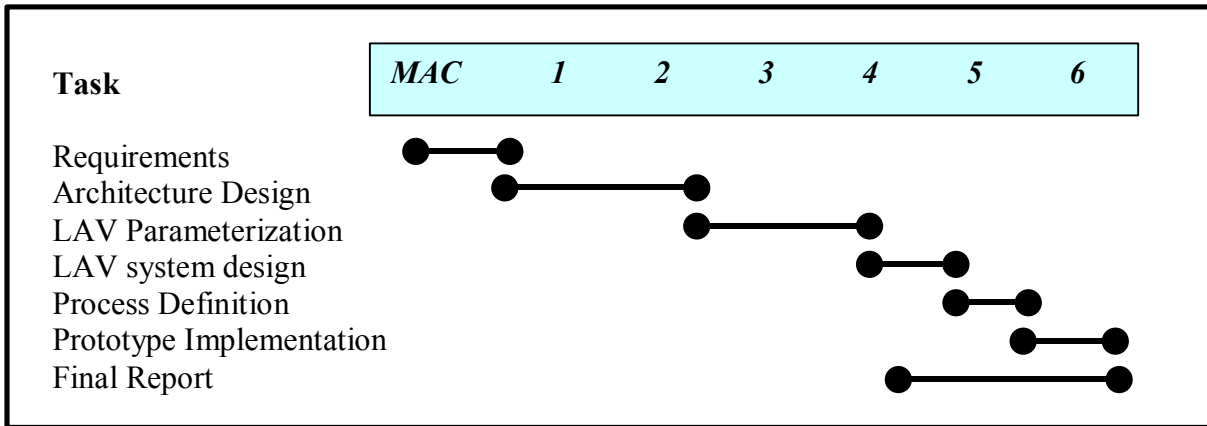 Task MAC 1 2 3 4 5 6
Requirements
Architecture Design
LAV Parameterization
LAV system design
Process Definition
Prototype Implementation
Final Report